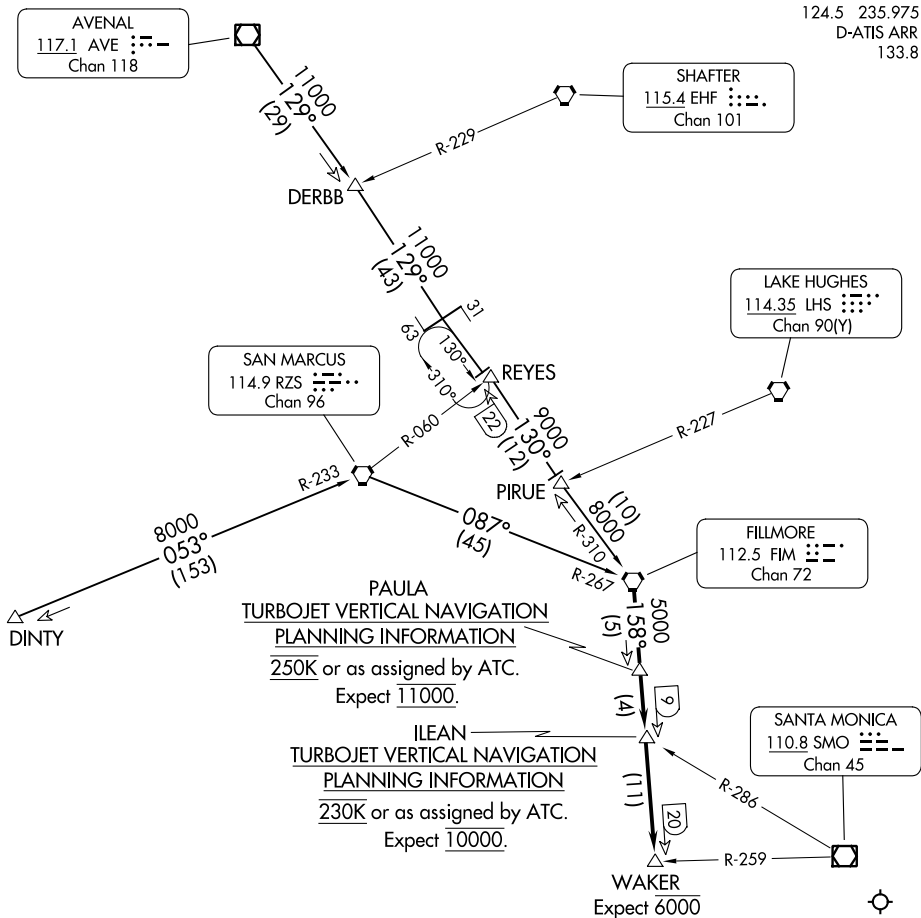 124.5 235.975
D-ATIS ARR
133.8
AVENAL
117.1 AVE
Chan 118
SHAFTER
115.4 EHF
Chan 101
11000
129°
(29)
R-229
DERBB
11000
129°
(43)
LAKE HUGHES
114.35 LHS
Chan 90(Y)
31
63
130°
310°
REYES
22
SAN MARCUS
114.9 RZS
Chan 96
R-060
9000
130°
(12)
R-227
R-233
PIRUE
8000
053°
(153)
087°
(45)
(10)
8000
R-310
FILLMORE
112.5 FIM
Chan 72
R-267
DINTY
PAULA
TURBOJET VERTICAL NAVIGATION
PLANNING INFORMATION
250K or as assigned by ATC.
Expect 11000.
5000
158°
(5)
(4)
9
ILEAN
TURBOJET VERTICAL NAVIGATION
PLANNING INFORMATION
230K or as assigned by ATC.
Expect 10000.
SANTA MONICA
110.8 SMO
Chan 45
R-286
(11)
20
R-259
WAKER
Expect 6000